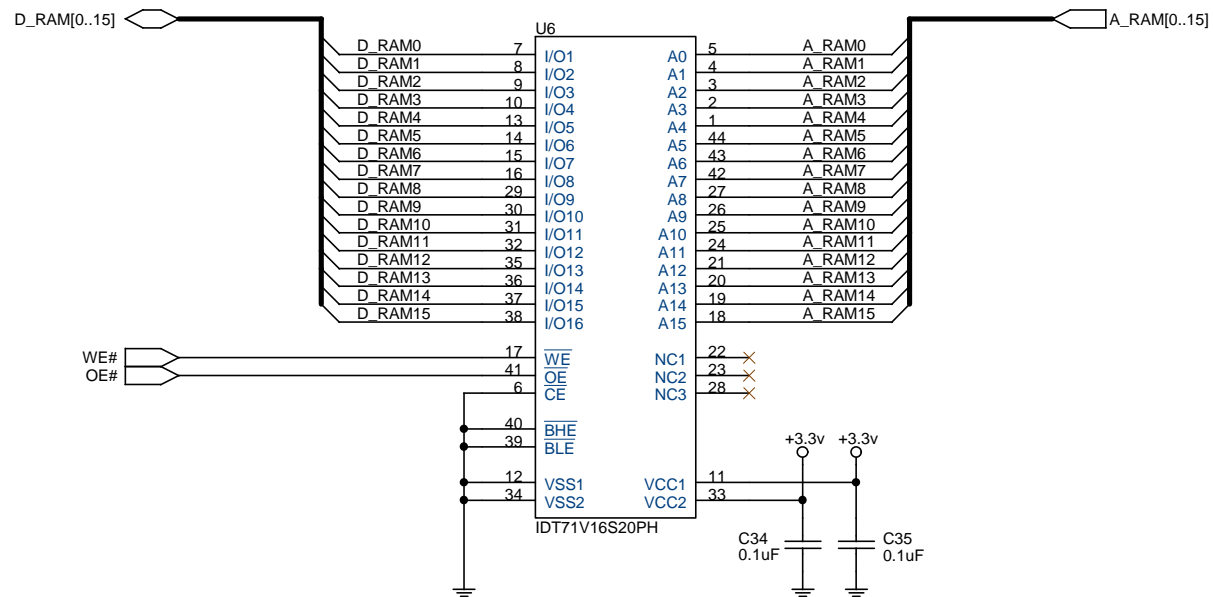 D_RAM[0..15] A_RAM[0..15]
U6
D_RAM0 7 I/O1 A0 5 A_RAM0
D_RAM1 8 I/O2 A1 4 A_RAM1
D_RAM2 9 I/O3 A2 3 A_RAM2
D_RAM3 10 I/O4 A3 2 A_RAM3
D_RAM4 13 I/O5 A4 1 A_RAM4
D_RAM5 14 I/O6 A5 44 A_RAM5
D_RAM6 15 I/O7 A6 43 A_RAM6
D_RAM7 16 I/O8 A7 42 A_RAM7
D_RAM8 29 I/O9 A8 27 A_RAM8
D_RAM9 30 I/O10 A9 26 A_RAM9
D_RAM10 31 I/O11 A10 25 A_RAM10
D_RAM11 32 I/O12 A11 24 A_RAM11
D_RAM12 35 I/O13 A12 21 A_RAM12
D_RAM13 36 I/O14 A13 20 A_RAM13
D_RAM14 37 I/O15 A14 19 A_RAM14
D_RAM15 38 I/O16 A15 18 A_RAM15
WE# 17 WE NC1 22
OE# 41 OE NC2 23
6 CE NC3 28
40 BHE
39 BLE
+3.3v +3.3v
12 VSS1 VCC1 11
34 VSS2 VCC2 33
IDT71V16S20PH
C34 C35
0.1uF 0.1uF